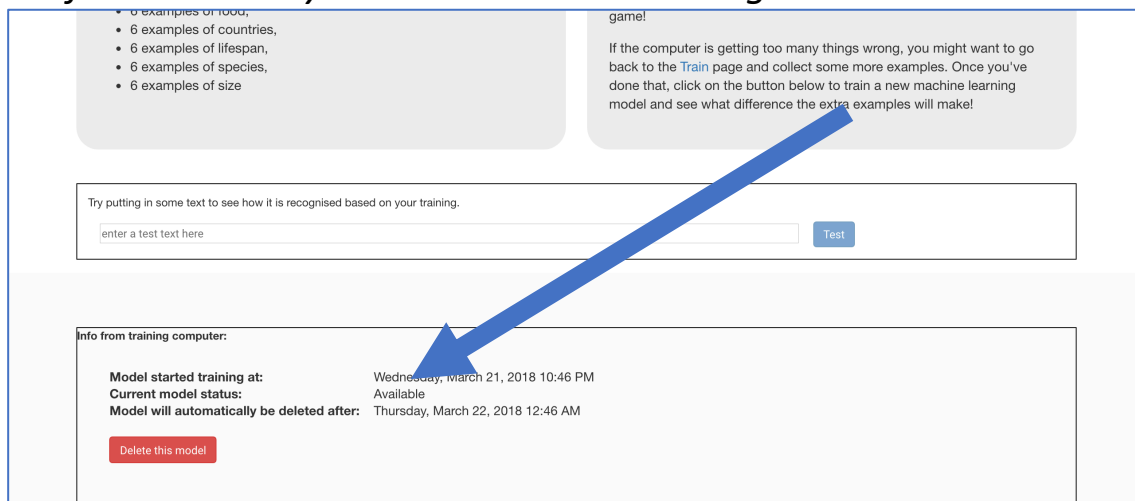 • 6 examples of food,
• 6 examples of countries,
• 6 examples of lifespan,
• 6 examples of species,
• 6 examples of size
game!
If the computer is getting too many things wrong, you might want to go
back to the Train page and collect some more examples. Once you've
done that, click on the button below to train a new machine learning
model and see what difference the extra examples will make!
Try putting in some text to see how it is recognised based on your training.
enter a test text here
Test
Info from training computer:
Model started training at: Wednesday, March 21, 2018 10:46 PM
Current model status: Available
Model will automatically be deleted after: Thursday, March 22, 2018 12:46 AM
Delete this model